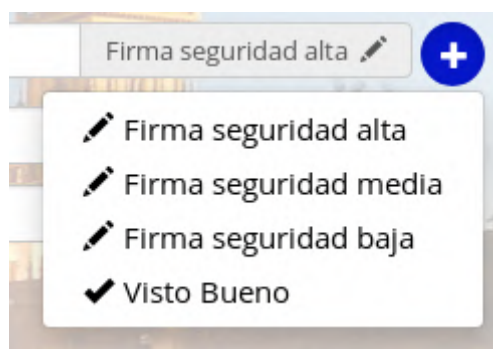 Firma seguridad alta
Firma seguridad alta
Firma seguridad media
Firma seguridad baja
Visto Bueno